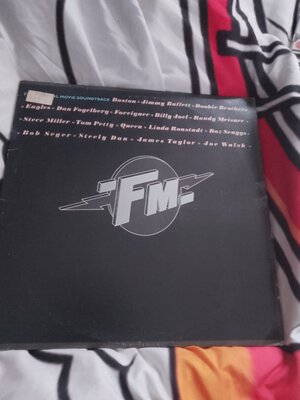 L MOVIE SOUNDTRACK Boston - Jimmy Buffett - Doobie Brothers
- Eagles - Dan Fogelberg - Foreigner - Billy Joel - Randy Meisner
- Steve Miller - Tom Petty - Queen - Linda Ronstadt - Boz Scaggs
- Bob Seger - Steely Dan - James Taylor - Joe Walsh -
FM